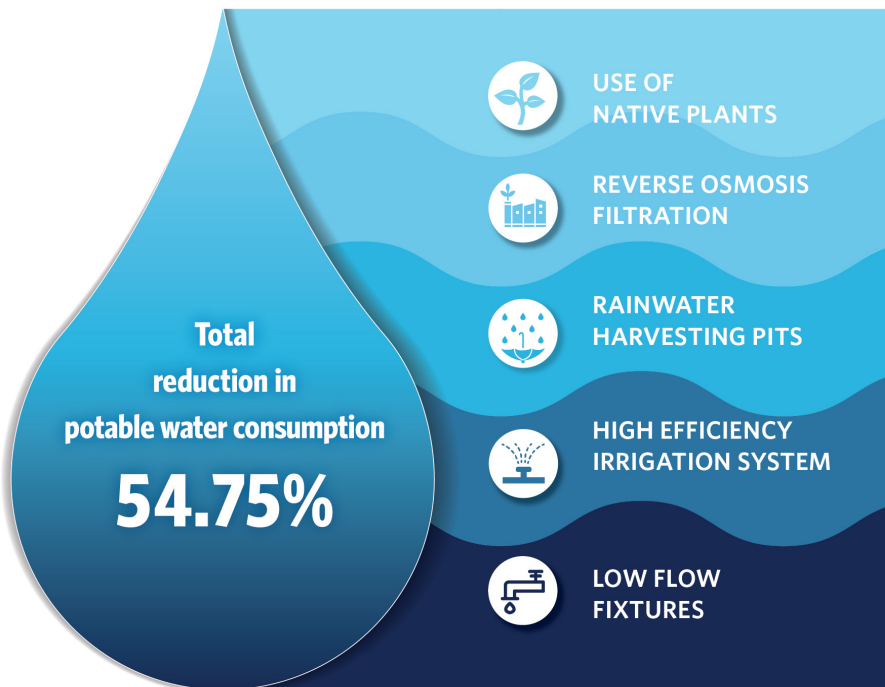 Total
reduction in
potable water consumption
54.75%
USE OF
NATIVE PLANTS
REVERSE OSMOSIS
FILTRATION
RAINWATER
HARVESTING PITS
HIGH EFFICIENCY
IRRIGATION SYSTEM
LOW FLOW
FIXTURES